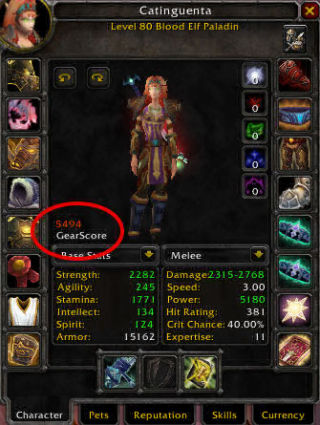 Catinguenta
Level 80 Blood Elf Paladin
0
0
0
0
0
5494
GearScore
Base Stats
Melee
Strength: 2282
Damage: 2315-2768
Agility: 245
Speed: 3.00
Stamina: 1771
Power: 5180
Intellect: 134
Hit Rating: 381
Spirit: 124
Crit Chance: 40.00%
Armor: 15162
Expertise: 11
Character
Pets
Reputation
Skills
Currency